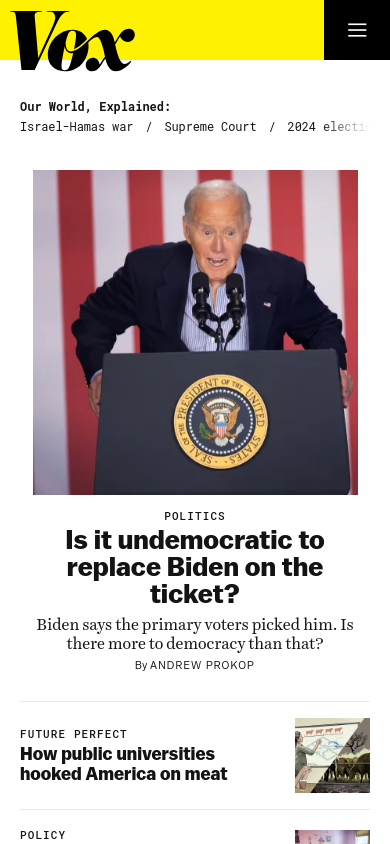 Vox
Our World, Explained:
Israel-Hamas war / Supreme Court / 2024 electi
SEAL OF THE PRESIDENT OF THE UNITED STATES
POLITICS
Is it undemocratic to
replace Biden on the
ticket?
Biden says the primary voters picked him. Is
there more to democracy than that?
By ANDREW PROKOP
FUTURE PERFECT
How public universities
hooked America on meat
POLICY